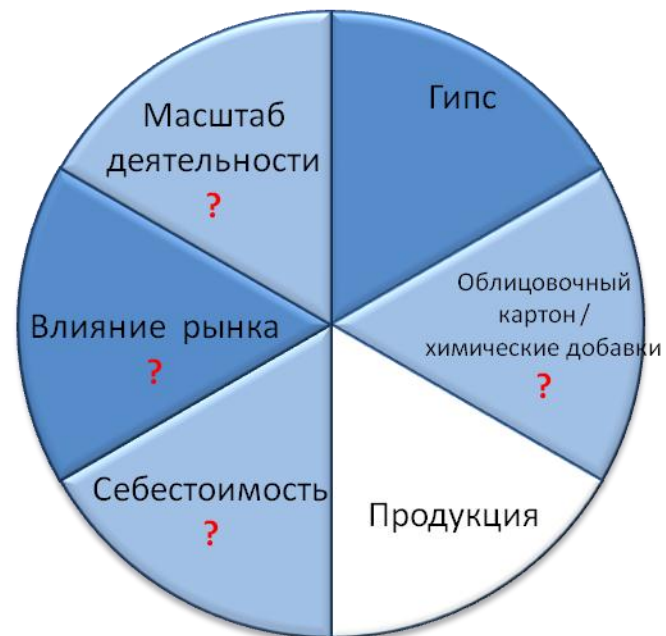 Гипс
Облицовочный
картон /
химические добавки
?
Продукция
Себестоимость
?
Влияние рынка
?
Масштаб
деятельности
?